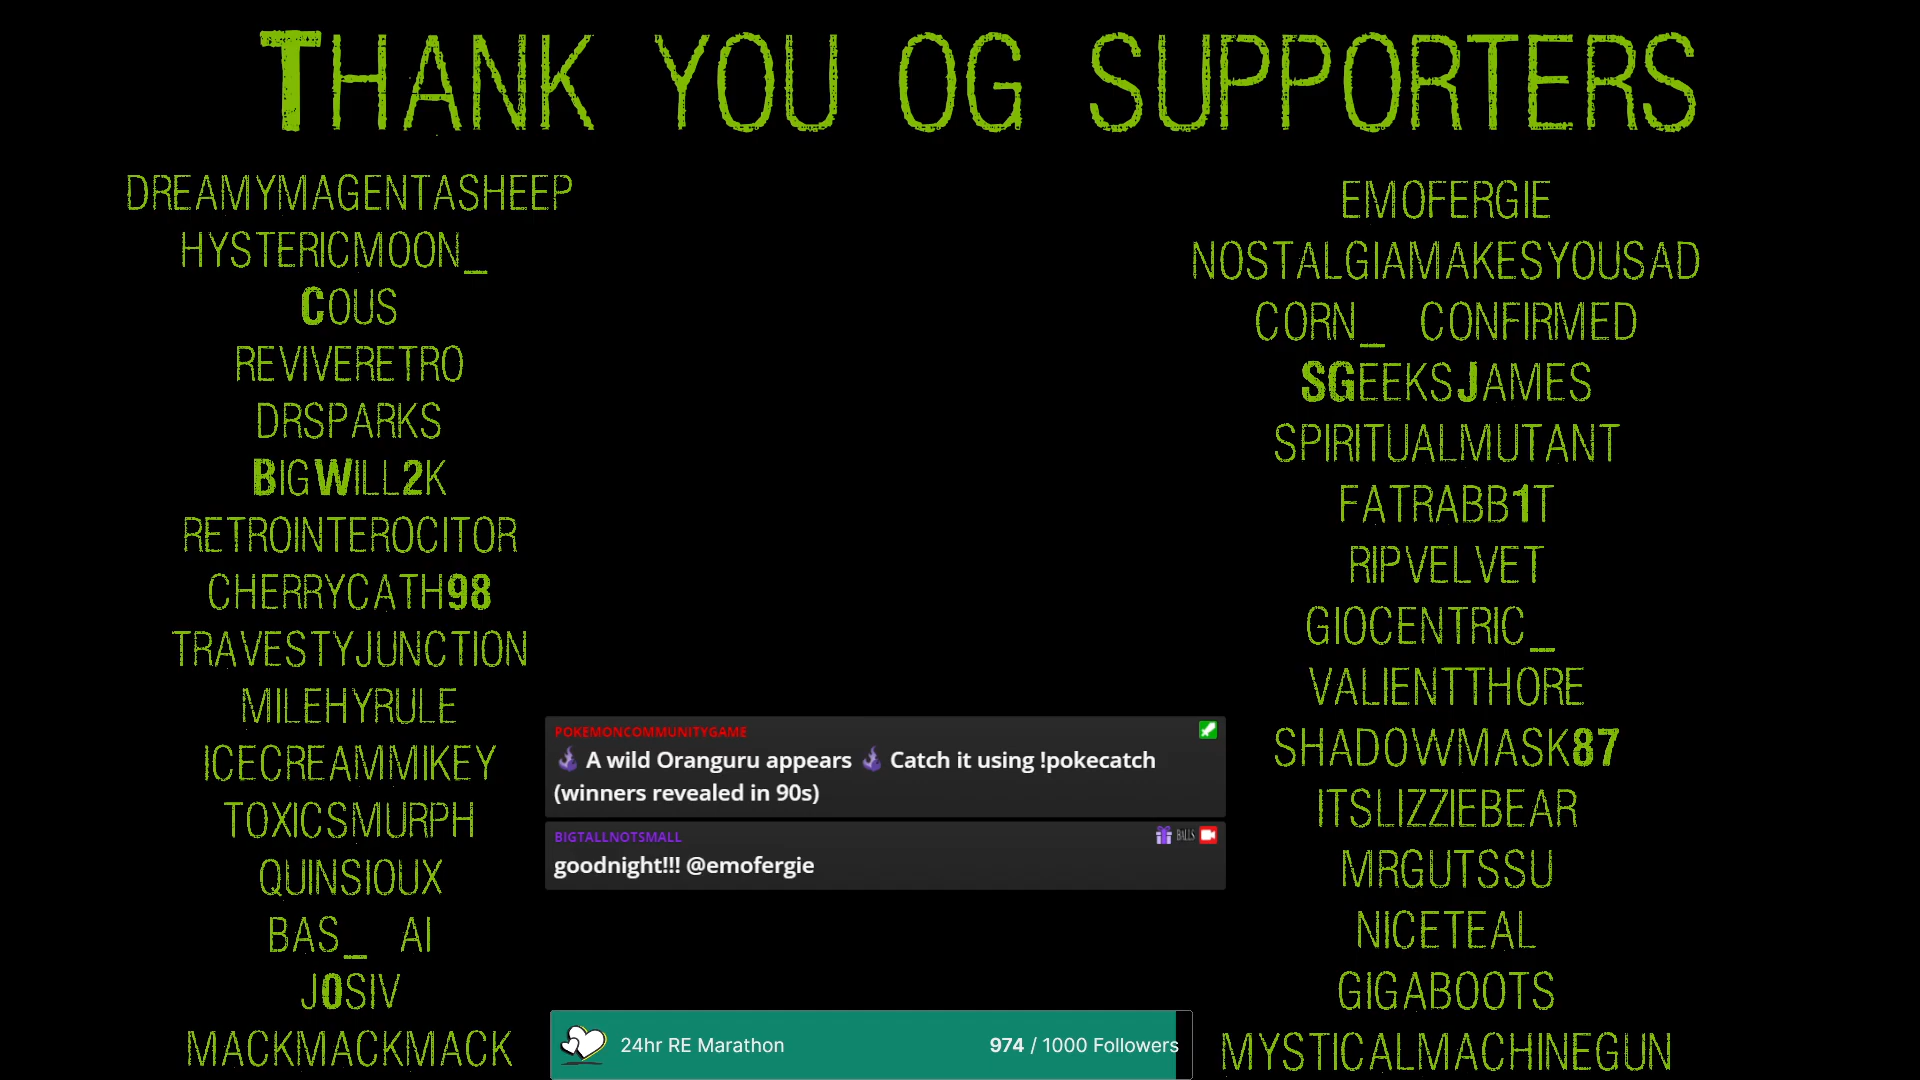 Thank you og supporters
dreamymagentasheep
hystericmoon_
Cous
reviveretro
drsparks
BigWill2k
retrointerocitor
cherrycath98
travestyjunction
milehyrule
icecreammikey
toxicsmurph
quinsioux
bas_ ai
j0siv
mackmackmack
emofergie
nostalgiamakesyousad
corn_ confirmed
SGeeksJames
spiritualmutant
fatrabb1t
ripvelvet
giocentric_
valientthore
shadowmask87
itslizziebear
mrgutssu
niceteal
gigaboots
mysticalmachinegun
POKEMONCOMMUNITYGAME
A wild Oranguru appears Catch it using !pokecatch
(winners revealed in 90s)
BIGTALLNOTSMALL BALLS
goodnight!!! @emofergie
24hr RE Marathon 974 / 1000 Followers